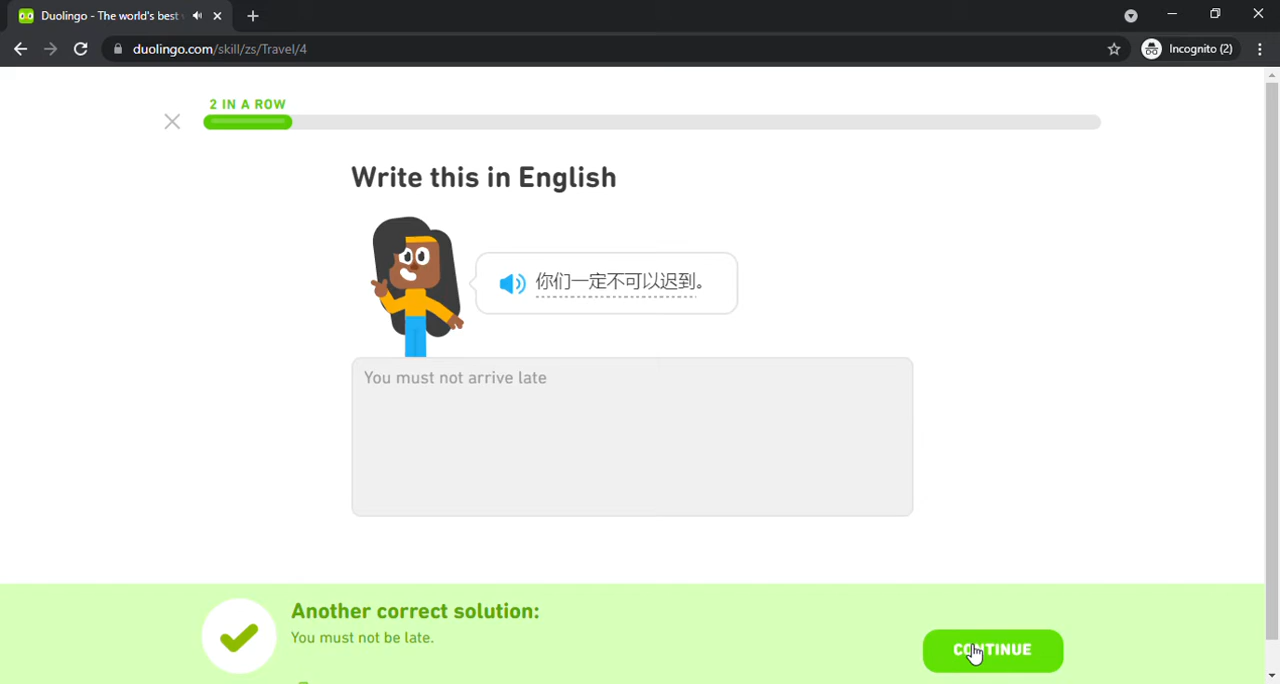 Duolingo - The world's best
duolingo.com/skill/zs/Travel/4
Incognito (2)
2 IN A ROW
Write this in English
你们一定不可以迟到。
You must not arrive late
Another correct solution:
You must not be late.
CONTINUE